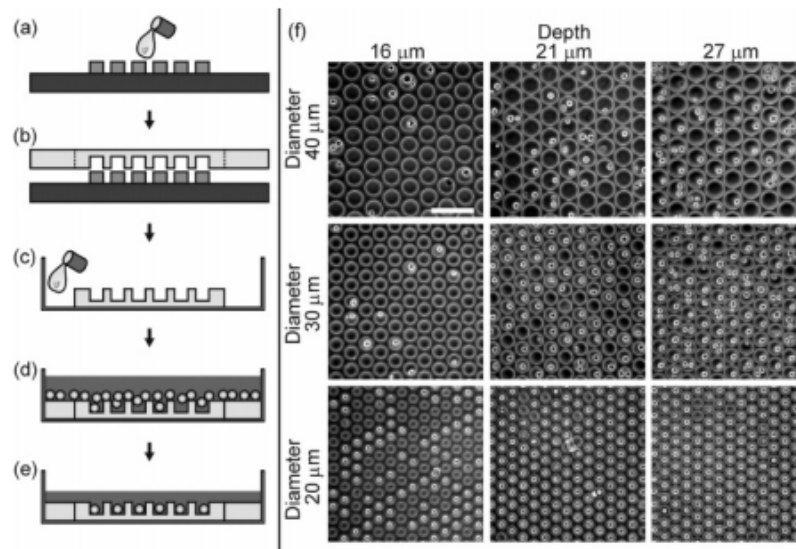 (a)
(b)
(c)
(d)
(e)
(f)
Depth
16 μm 21 μm 27 μm
Diameter
40 μm
Diameter
30 μm
Diameter
20 μm